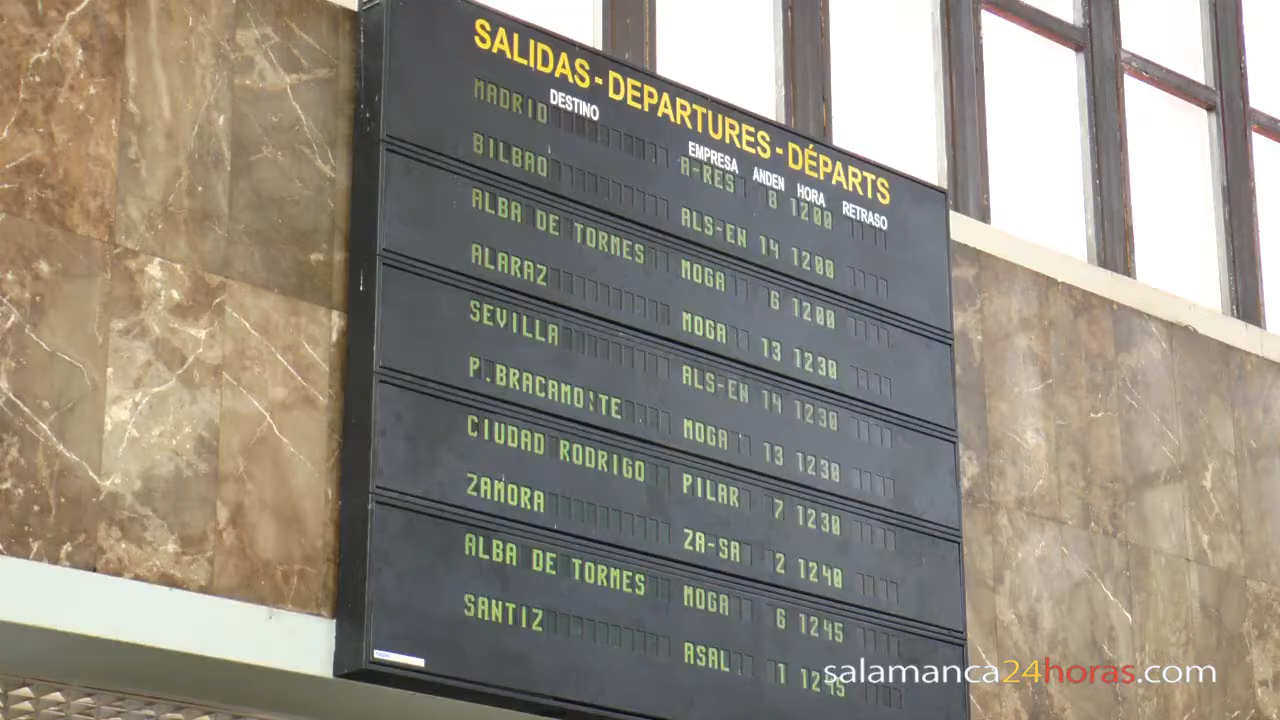 SALIDAS - DEPARTURES - DÉPARTS
DESTINO EMPRESA ANDEN HORA RETRASO
MADRID A-RES 8 1200
BILBAO ALS-EN 14 1200
ALBA DE TORMES MOGA 6 1200
ALARAZ MOGA 13 1230
SEVILLA ALS-EN 14 1230
P.BRACAMONTE MOGA 13 1230
CIUDAD RODRIGO PILAR 7 1230
ZAMORA ZA-SA 2 1240
ALBA DE TORMES MOGA 6 1245
SANTIZ ASAL 1 1245
salamanca24horas.com